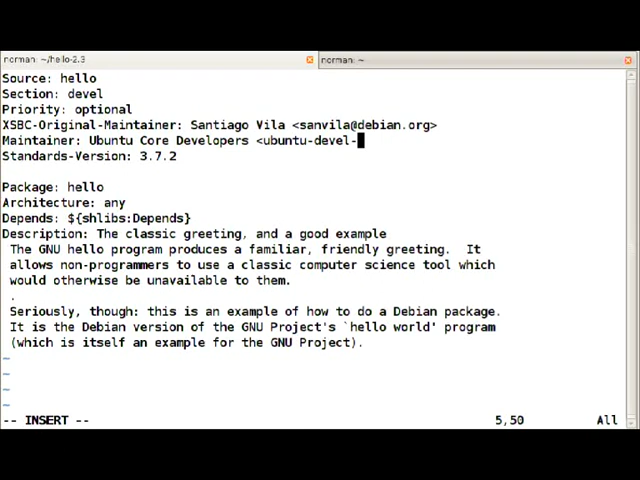 norman: ~/hello-2.3
norman: ~
Source: hello
Section: devel
Priority: optional
XSBC-Original-Maintainer: Santiago Vila <sanvila@debian.org>
Maintainer: Ubuntu Core Developers <ubuntu-devel-
Standards-Version: 3.7.2
Package: hello
Architecture: any
Depends: ${shlibs:Depends}
Description: The classic greeting, and a good example
The GNU hello program produces a familiar, friendly greeting.  It
allows non-programmers to use a classic computer science tool which
would otherwise be unavailable to them.
.
Seriously, though: this is an example of how to do a Debian package.
It is the Debian version of the GNU Project's `hello world' program
(which is itself an example for the GNU Project).
~
~
~
~
-- INSERT -- 5,50 All